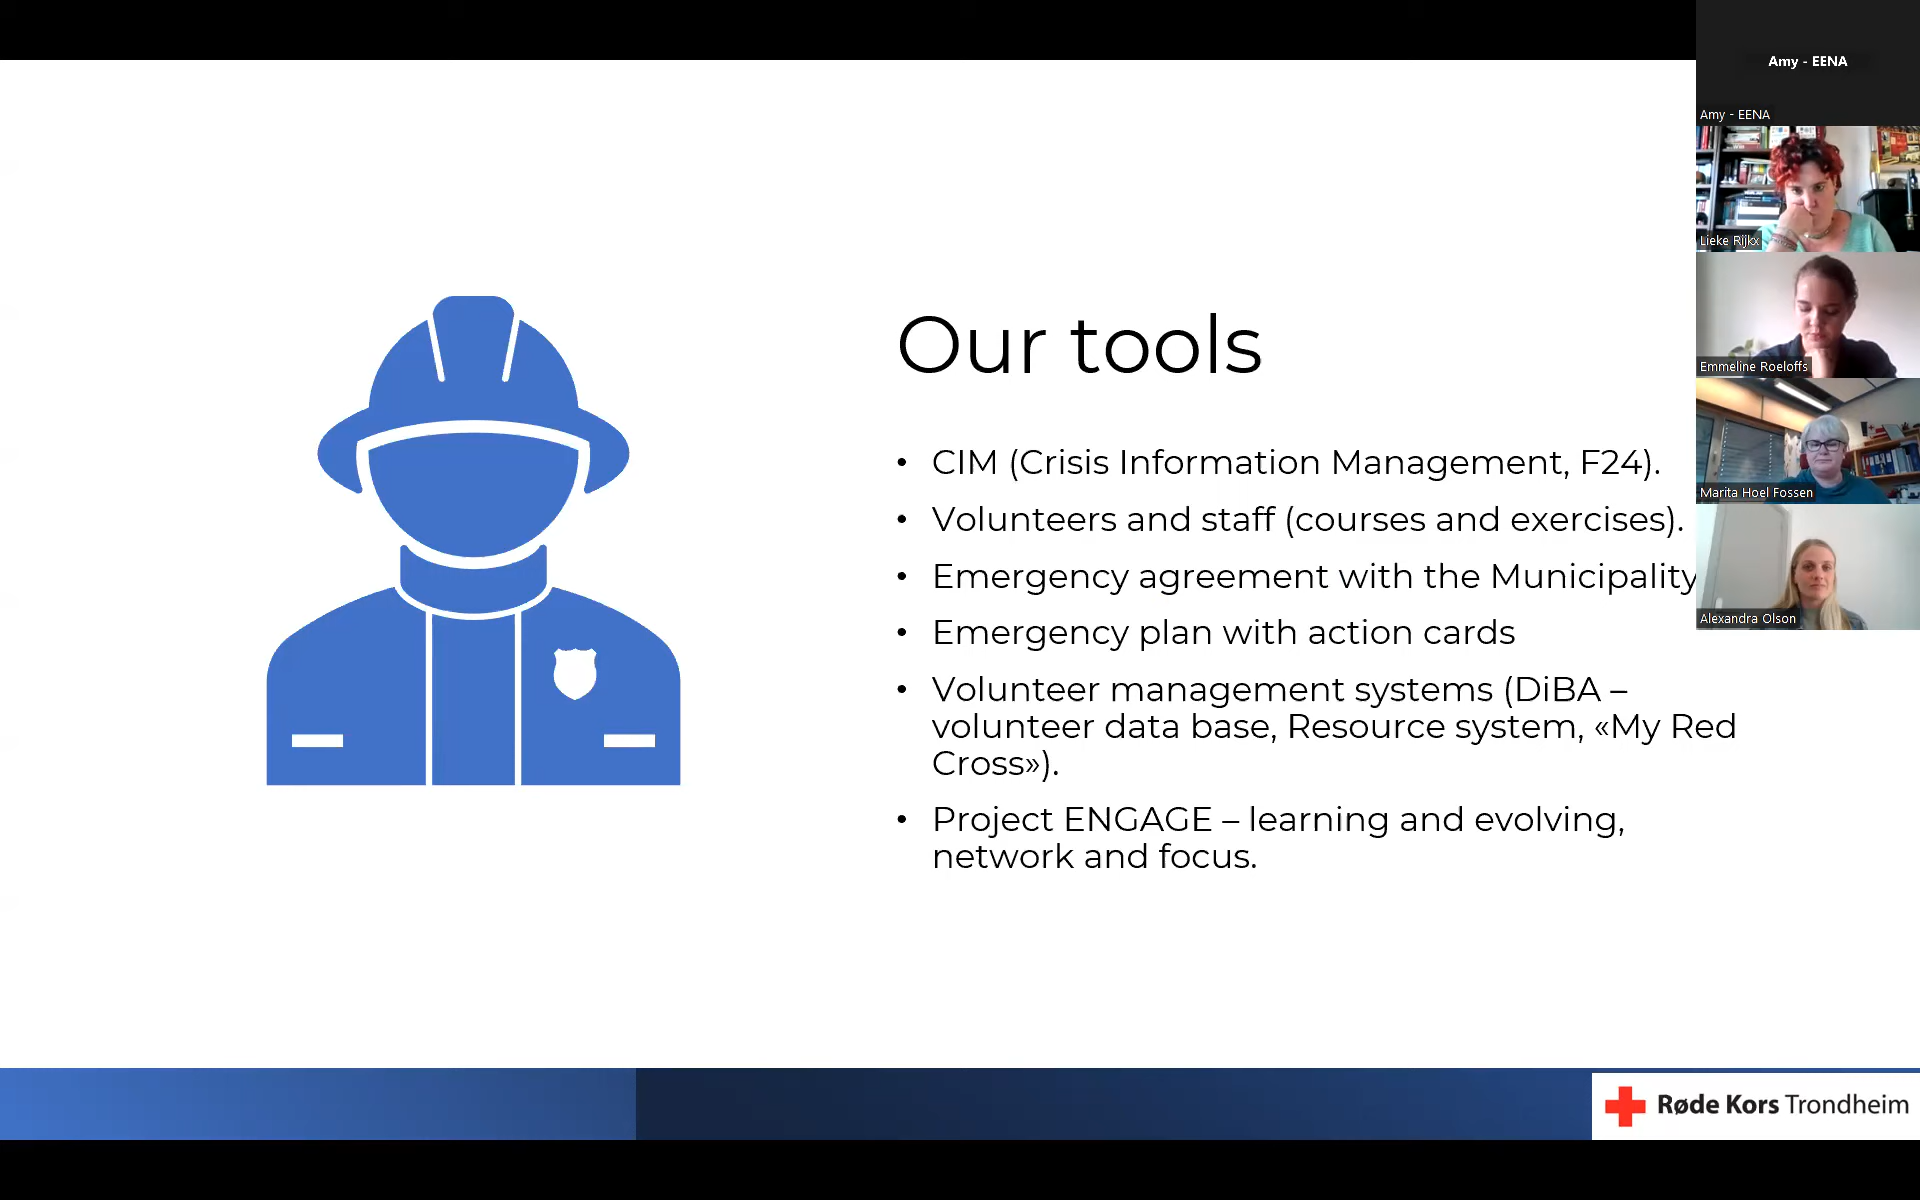 Our tools
• CIM (Crisis Information Management, F24).
• Volunteers and staff (courses and exercises).
• Emergency agreement with the Municipality
• Emergency plan with action cards
• Volunteer management systems (DiBA –
volunteer data base, Resource system, «My Red
Cross»).
• Project ENGAGE – learning and evolving,
network and focus.
Røde Kors Trondheim
Amy - EENA
Amy - EENA
Lieke Rijkx
Emmeline Roeloffs
Marita Hoel Fossen
Alexandra Olson